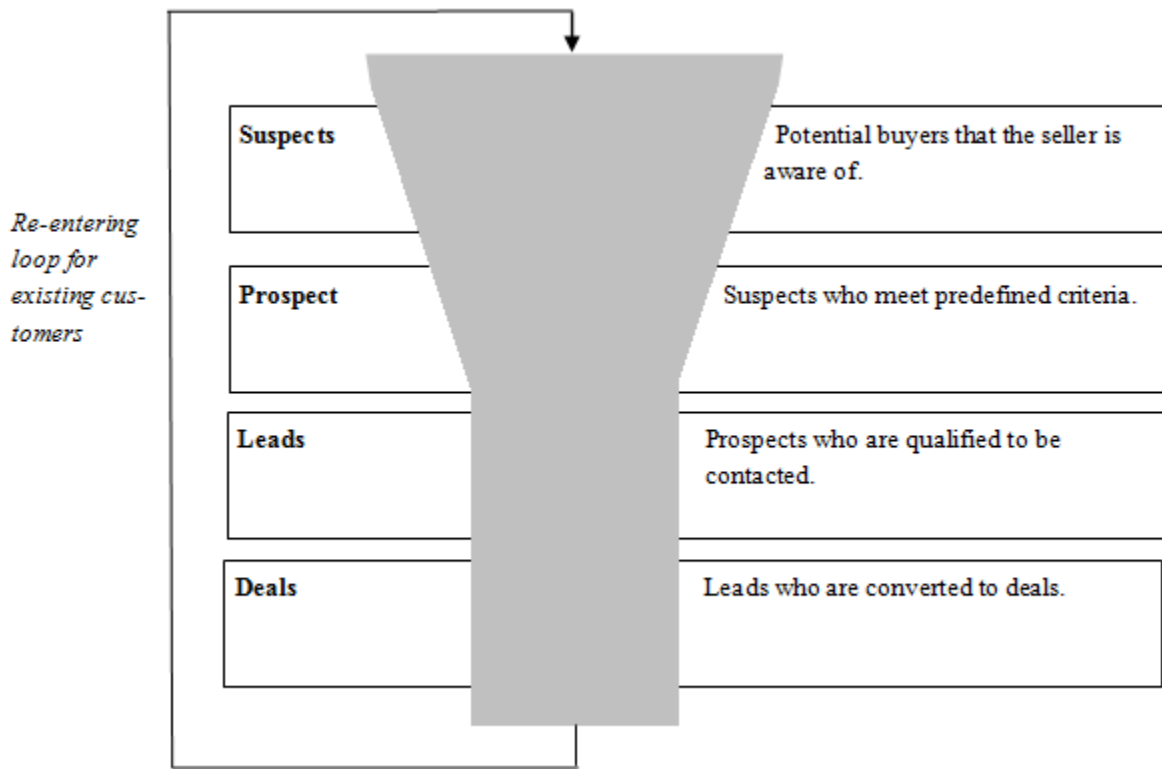 Suspects
Potential buyers that the seller is
aware of.
Re-entering
loop for
existing cus-
tomers
Prospect
Suspects who meet predefined criteria.
Leads
Prospects who are qualified to be
contacted.
Deals
Leads who are converted to deals.